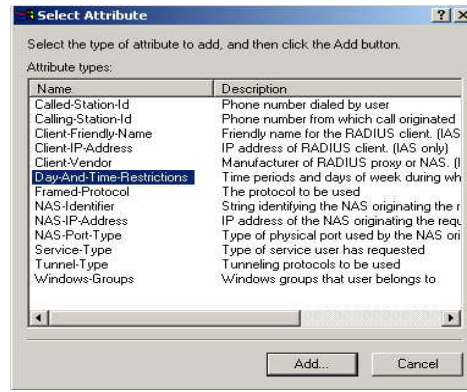 Select Attribute
Select the type of attribute to add, and then click the Add button.
Attribute types:
Name Description
Called-Station-Id Phone number dialed by user
Calling-Station-Id Phone number from which call originated
Client-Friendly-Name Friendly name for the RADIUS client. (IAS
Client-IP-Address IP address of RADIUS client. (IAS only)
Client-Vendor Manufacturer of RADIUS proxy or NAS. (
Day-And-Time-Restrictions Time periods and days of week during wh
Framed-Protocol The protocol to be used
NAS-Identifier String identifying the NAS originating the r
NAS-IP-Address IP address of the NAS originating the requ
NAS-Port-Type Type of physical port used by the NAS ori
Service-Type Type of service user has requested
Tunnel-Type Tunneling protocols to be used
Windows-Groups Windows groups that user belongs to
Add... Cancel